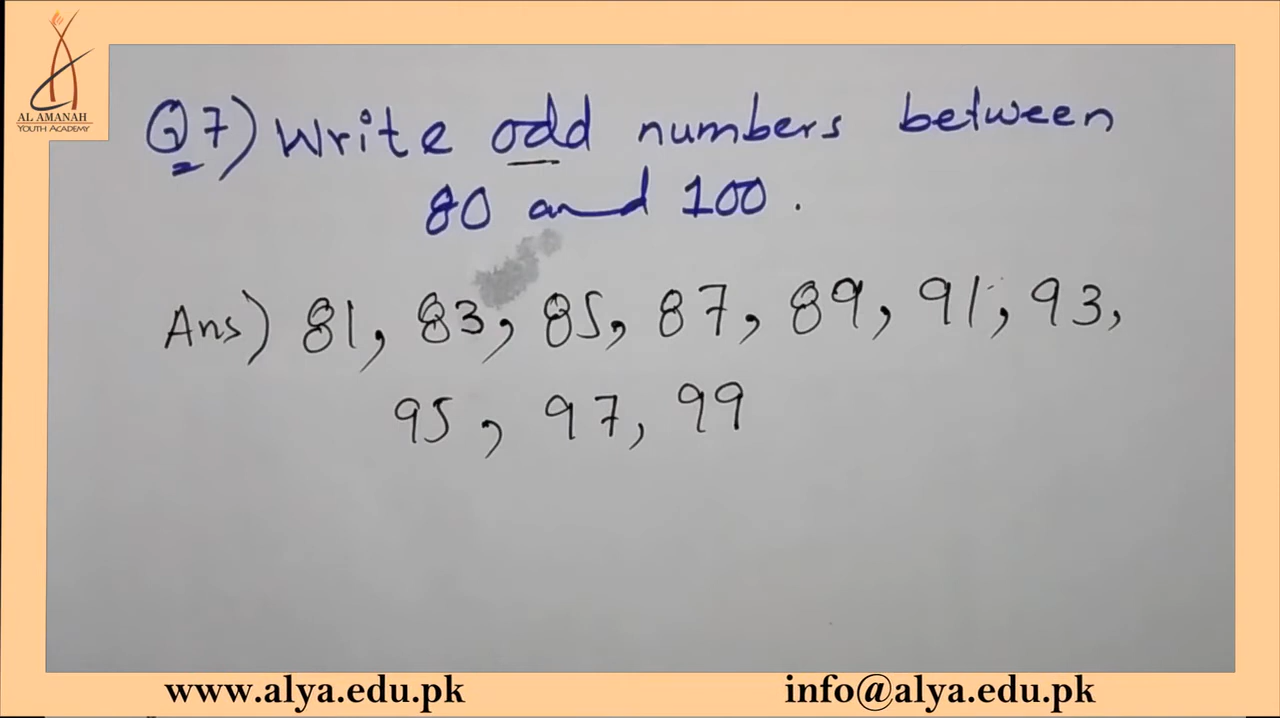 AL AMANAH
YOUTH ACADEMY
Q7) Write odd numbers between
80 and 100.
Ans) 81, 83, 85, 87, 89, 91, 93,
95, 97, 99
www.alya.edu.pk info@alya.edu.pk